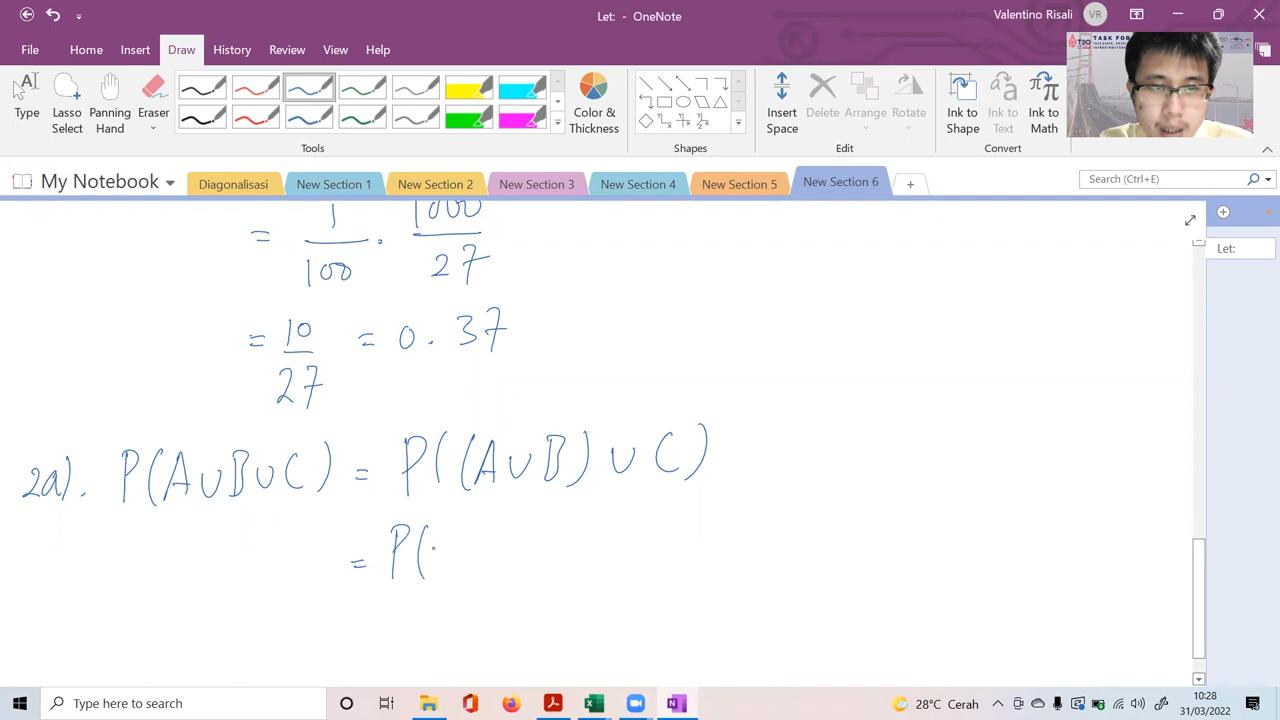 Let: - OneNote
Valentino Risali VR
File Home Insert Draw History Review View Help
Type
Lasso Select
Panning Hand
Eraser
Color & Thickness
Insert Space
Delete
Arrange
Rotate
Ink to Shape
Ink to Text
Ink to Math
Tools
Shapes
Edit
Convert
My Notebook
Diagonalisasi
New Section 1
New Section 2
New Section 3
New Section 4
New Section 5
New Section 6
Search (Ctrl+E)
Let:
= 1/100 . 1000/27
= 10/27 = 0.37
2a). P(A∪B∪C) = P((A∪B)∪C)
= P(
Type here to search
28°C Cerah
10:28
31/03/2022